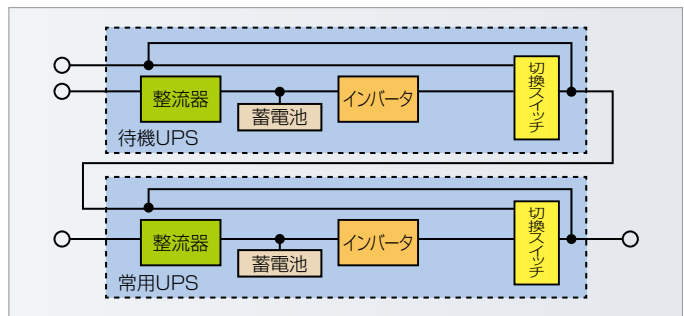 整流器
蓄電池
インバータ
切換スイッチ
待機UPS
整流器
蓄電池
インバータ
切換スイッチ
常用UPS